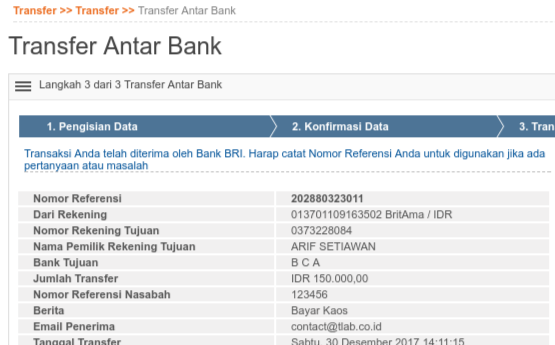 Transfer >> Transfer >> Transfer Antar Bank
Transfer Antar Bank
Langkah 3 dari 3 Transfer Antar Bank
1. Pengisian Data 2. Konfirmasi Data 3. Tran
Transaksi Anda telah diterima oleh Bank BRI. Harap catat Nomor Referensi Anda untuk digunakan jika ada
pertanyaan atau masalah
Nomor Referensi 202880323011
Dari Rekening 013701109163502 BritAma / IDR
Nomor Rekening Tujuan 0373228084
Nama Pemilik Rekening Tujuan ARIF SETIAWAN
Bank Tujuan B C A
Jumlah Transfer IDR 150.000,00
Nomor Referensi Nasabah 123456
Berita Bayar Kaos
Email Penerima contact@tlab.co.id
Tanggal Transfer Sabtu, 30 Desember 2017 14:11:15